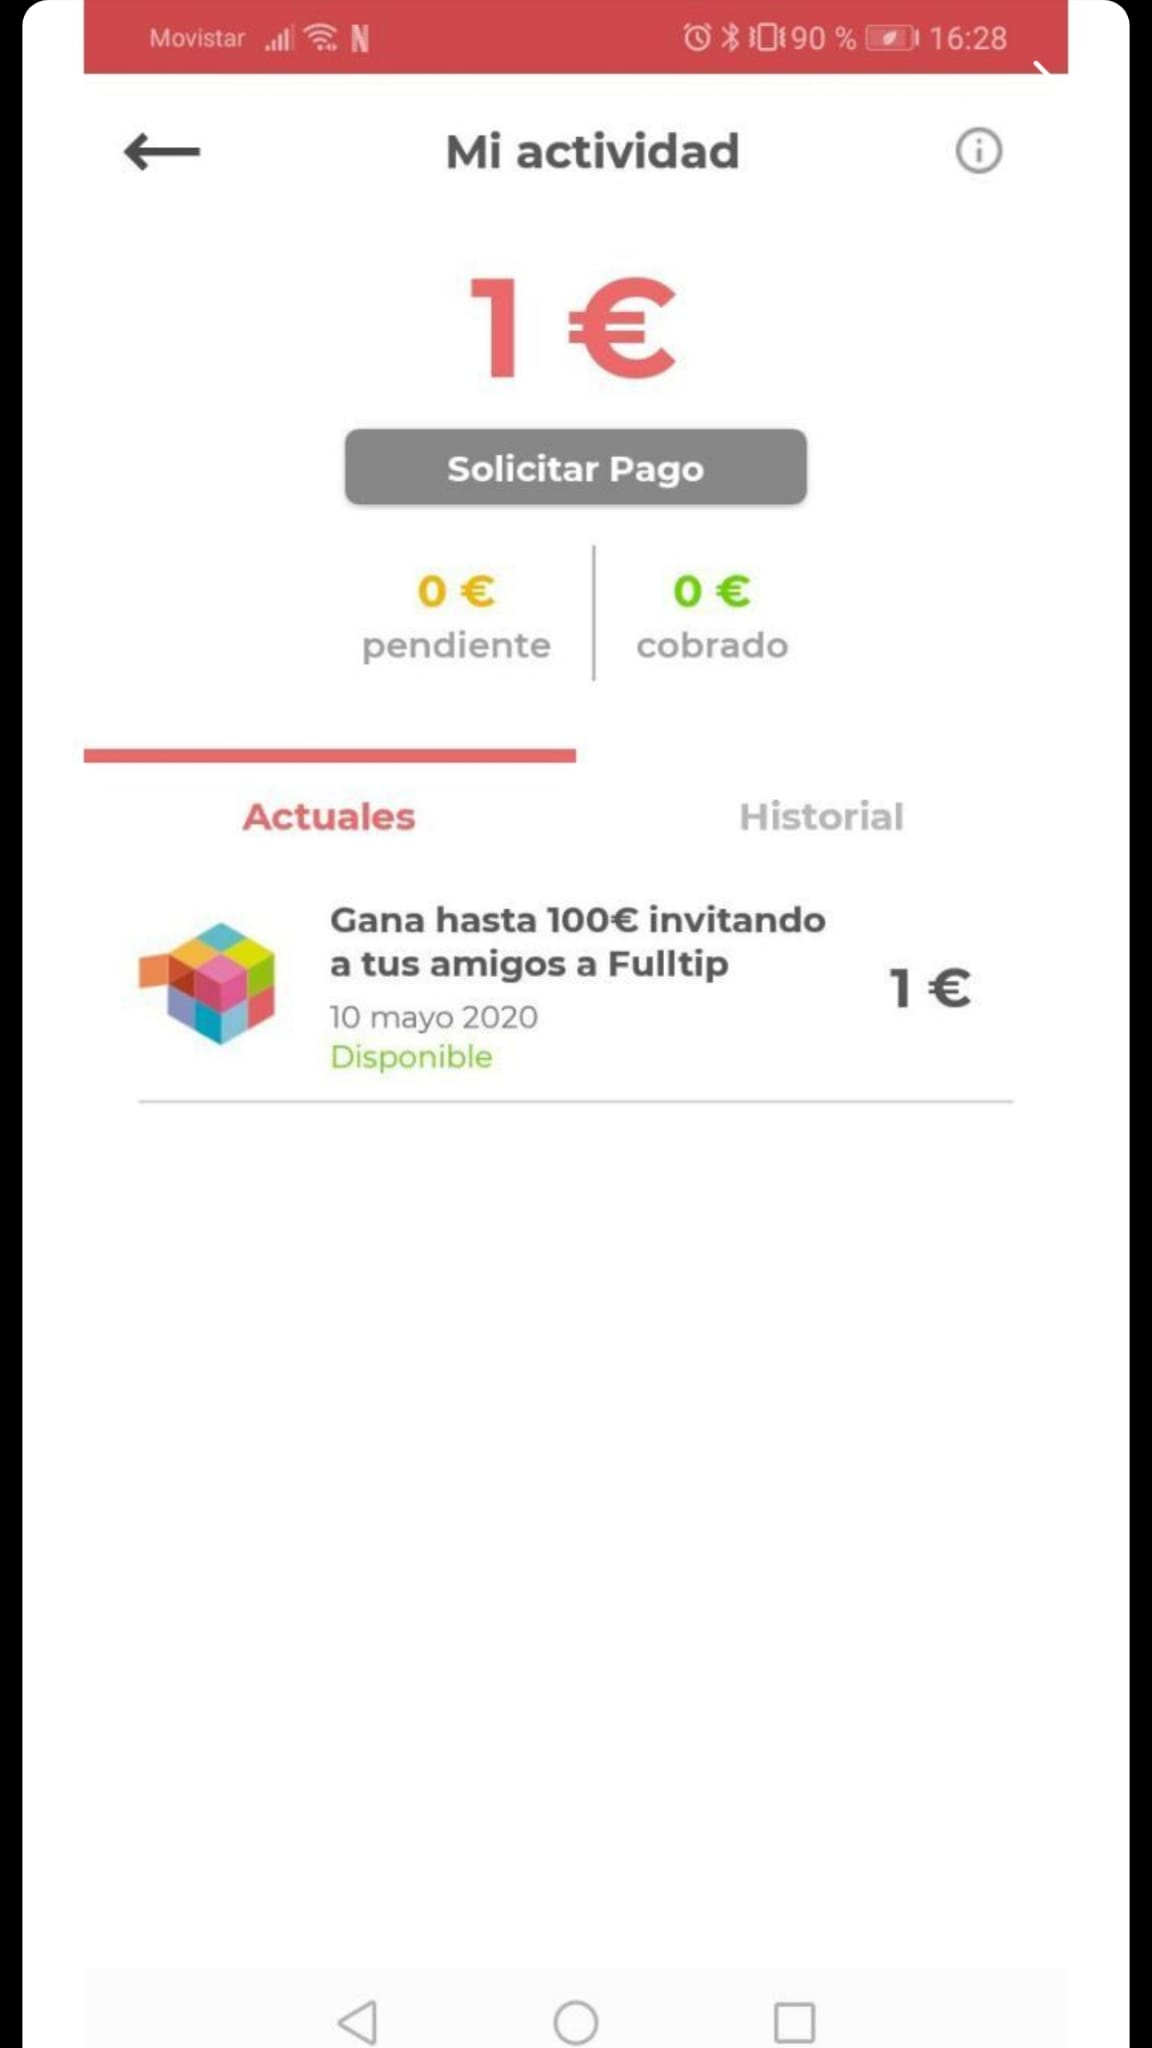 Movistar 90 % 16:28
Mi actividad
1 €
Solicitar Pago
0 € 0 €
pendiente cobrado
Actuales Historial
Gana hasta 100€ invitando
a tus amigos a Fulltip
1 €
10 mayo 2020
Disponible